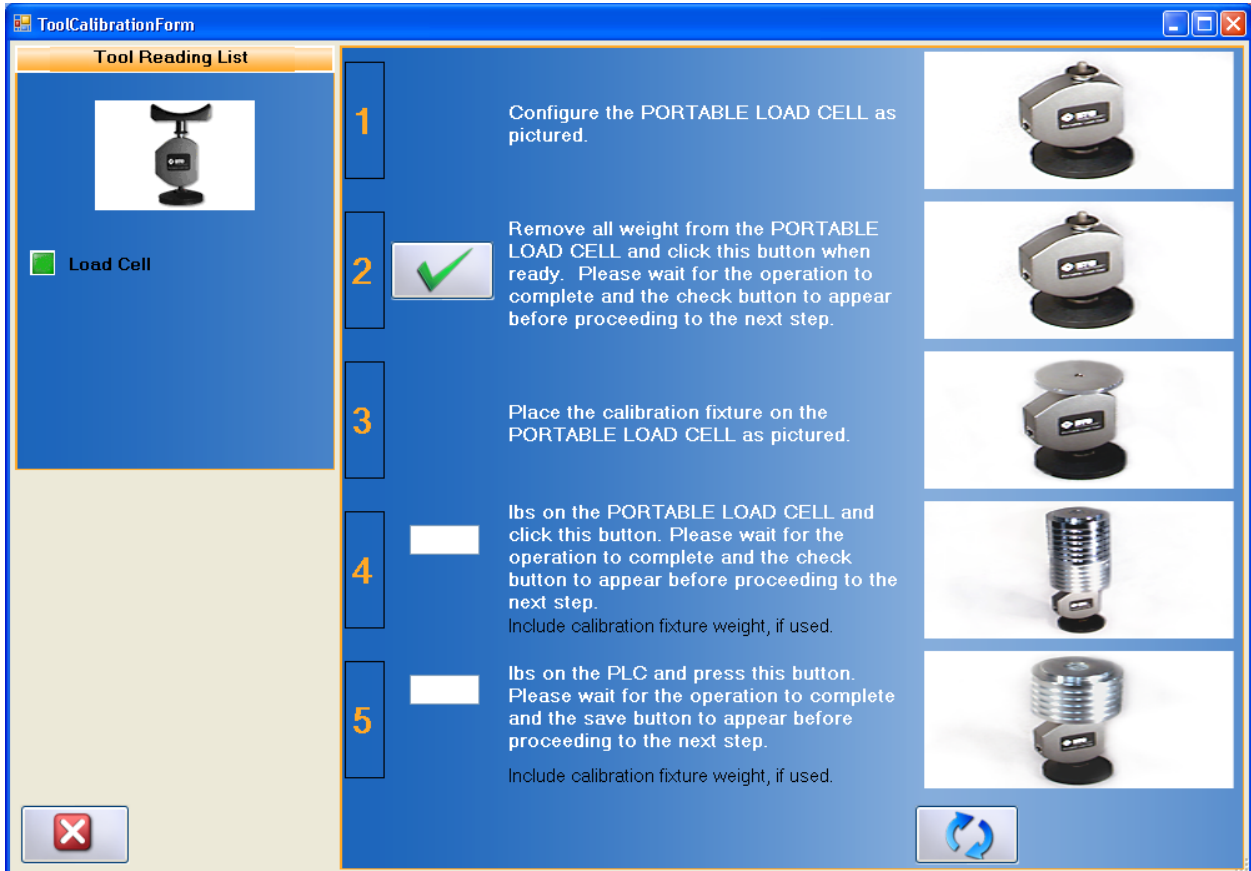 ToolCalibrationForm
Tool Reading List
Load Cell
1
Configure the PORTABLE LOAD CELL as
pictured.
2
Remove all weight from the PORTABLE
LOAD CELL and click this button when
ready. Please wait for the operation to
complete and the check button to appear
before proceeding to the next step.
3
Place the calibration fixture on the
PORTABLE LOAD CELL as pictured.
4
lbs on the PORTABLE LOAD CELL and
click this button. Please wait for the
operation to complete and the check
button to appear before proceeding to the
next step.
Include calibration fixture weight, if used.
5
lbs on the PLC and press this button.
Please wait for the operation to complete
and the save button to appear before
proceeding to the next step.
Include calibration fixture weight, if used.